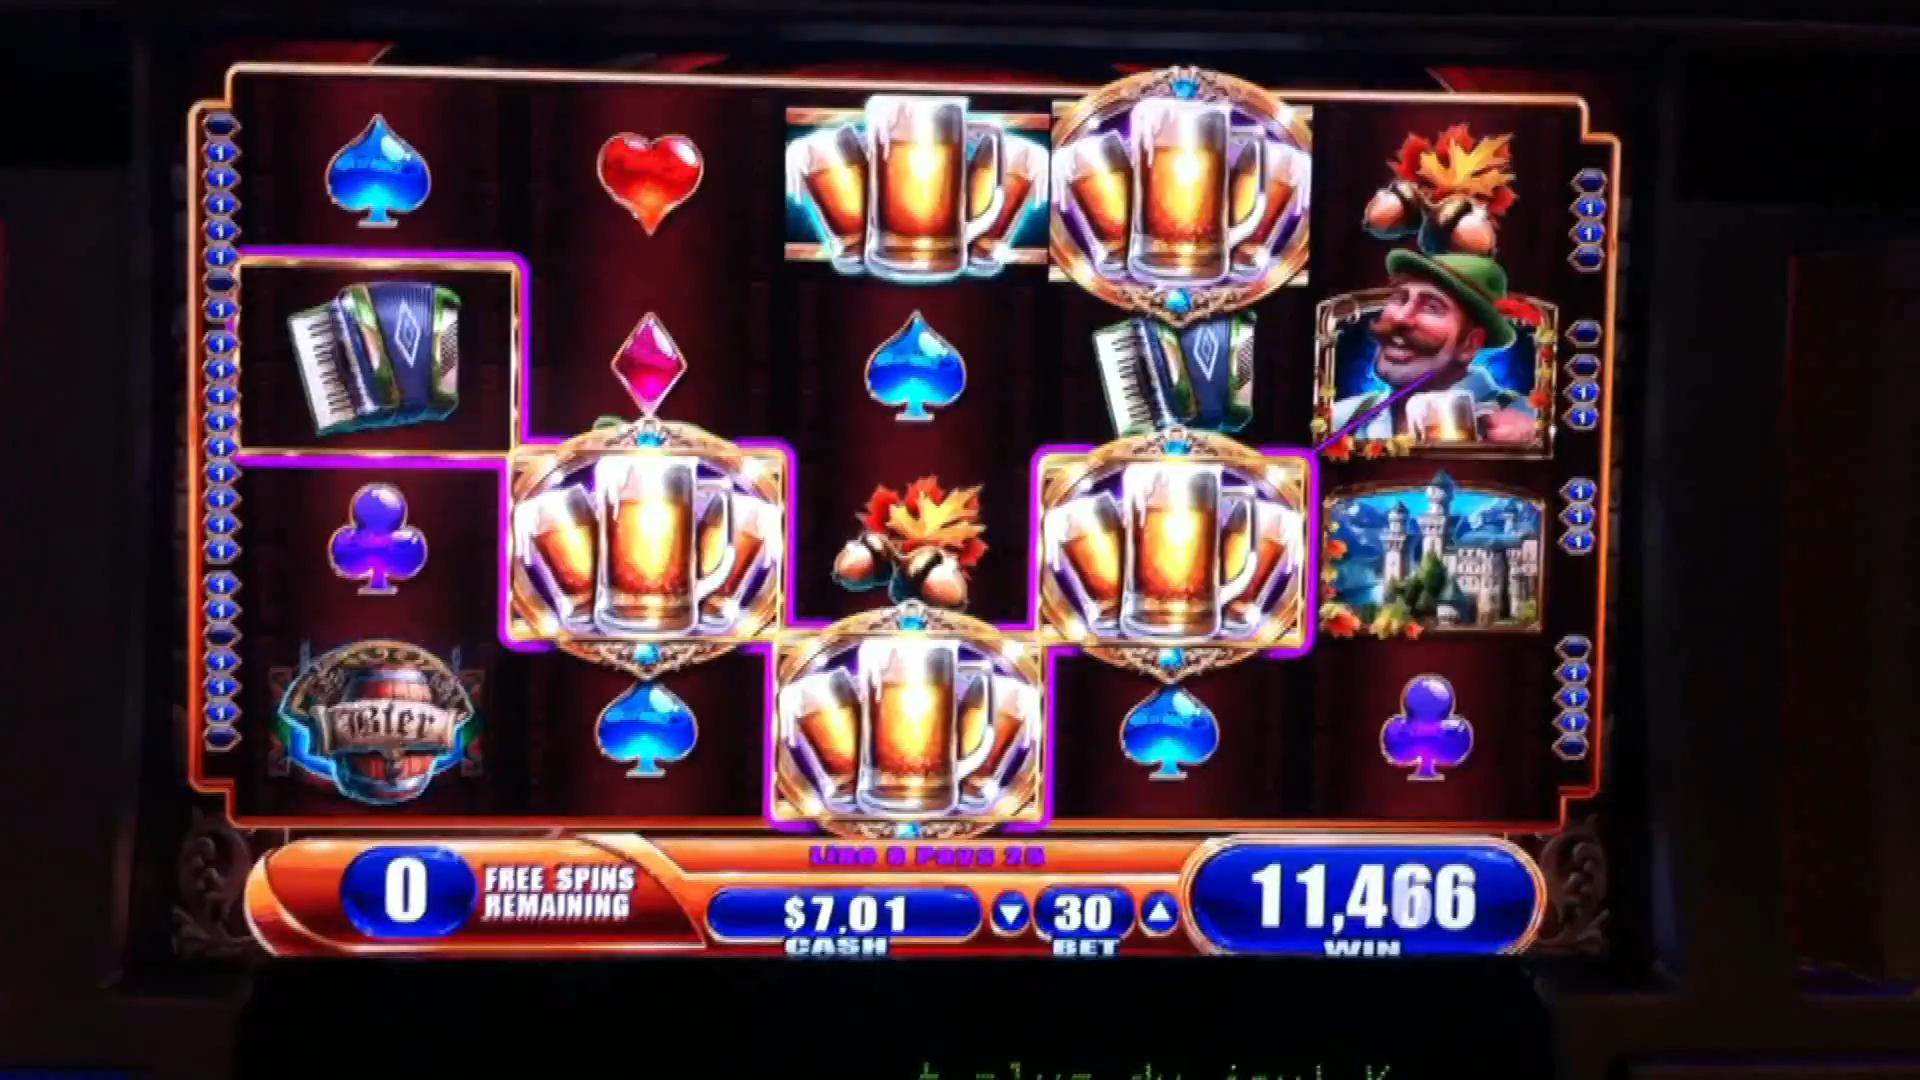 Bier
Line 8 Pays 25
0
FREE SPINS
REMAINING
$7.01
CASH
30
BET
11,466
WIN